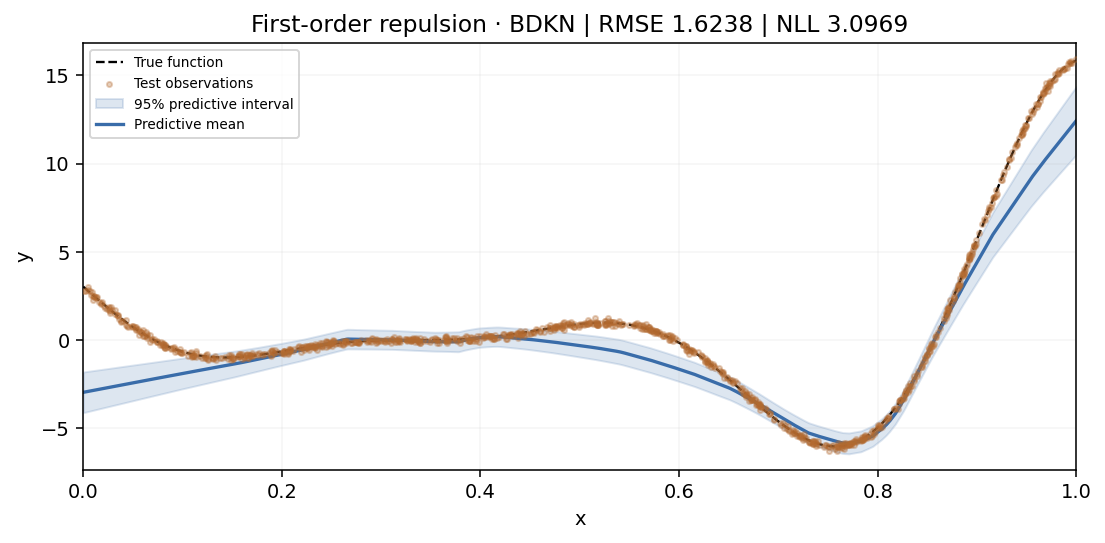 First-order repulsion · BDKN | RMSE 1.6238 | NLL 3.0969
True function
Test observations
95% predictive interval
Predictive mean
15
10
5
0
−5
y
0.0 0.2 0.4 0.6 0.8 1.0
x